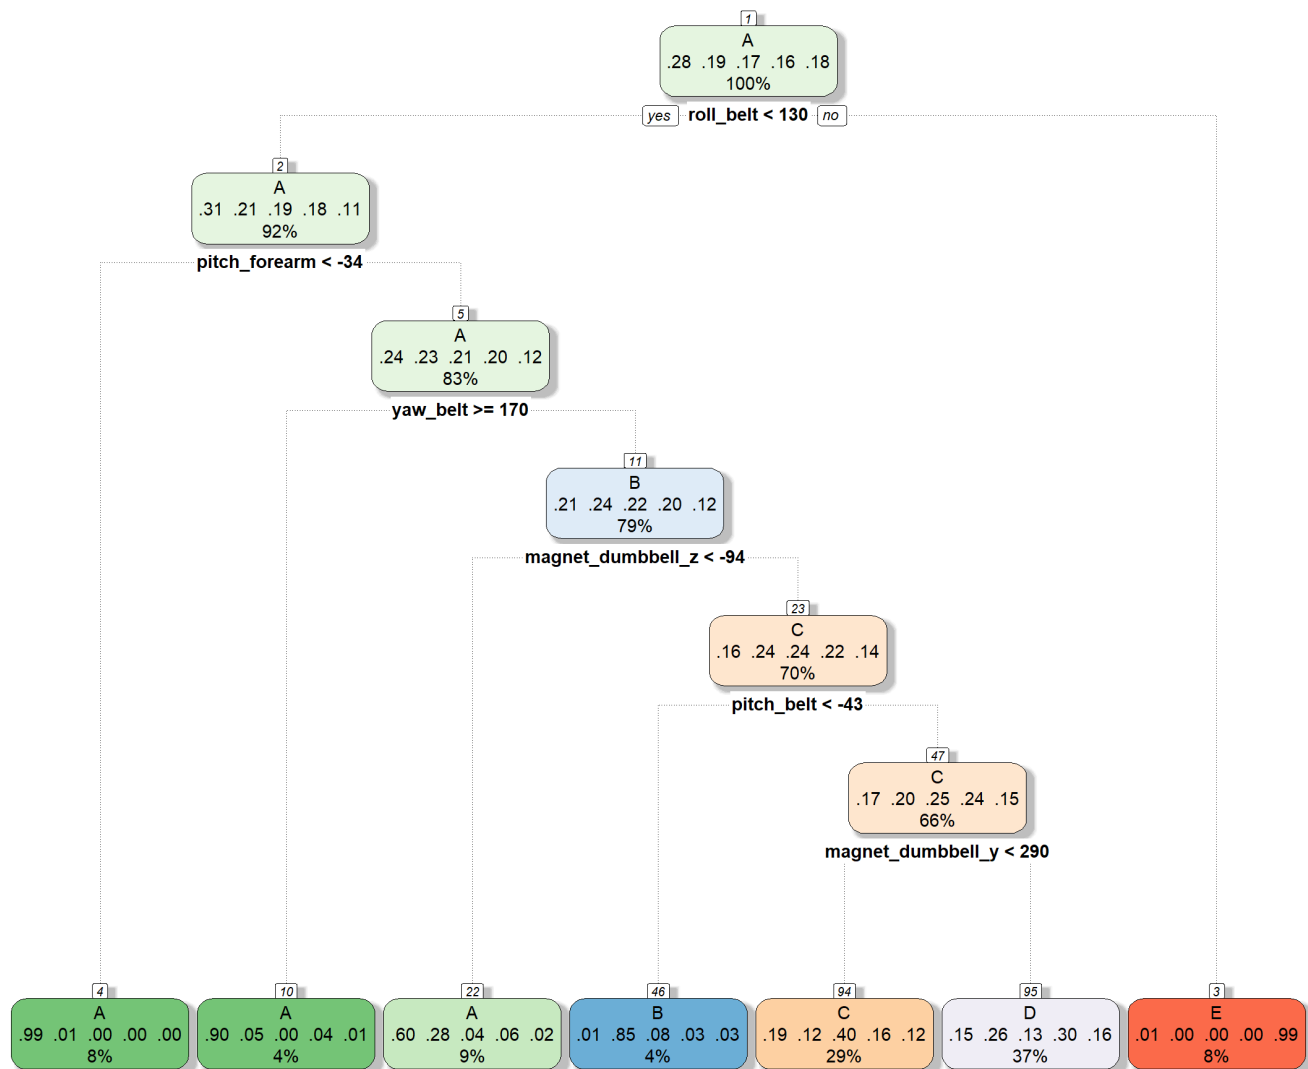 1
A
.28 .19 .17 .16 .18
100%
yes roll_belt < 130 no
2
A
.31 .21 .19 .18 .11
92%
pitch_forearm < -34
5
A
.24 .23 .21 .20 .12
83%
yaw_belt >= 170
11
B
.21 .24 .22 .20 .12
79%
magnet_dumbbell_z < -94
23
C
.16 .24 .24 .22 .14
70%
pitch_belt < -43
47
C
.17 .20 .25 .24 .15
66%
magnet_dumbbell_y < 290
4
A
.99 .01 .00 .00 .00
8%
10
A
.90 .05 .00 .04 .01
4%
22
A
.60 .28 .04 .06 .02
9%
46
B
.01 .85 .08 .03 .03
4%
94
C
.19 .12 .40 .16 .12
29%
95
D
.15 .26 .13 .30 .16
37%
3
E
.01 .00 .00 .00 .99
8%